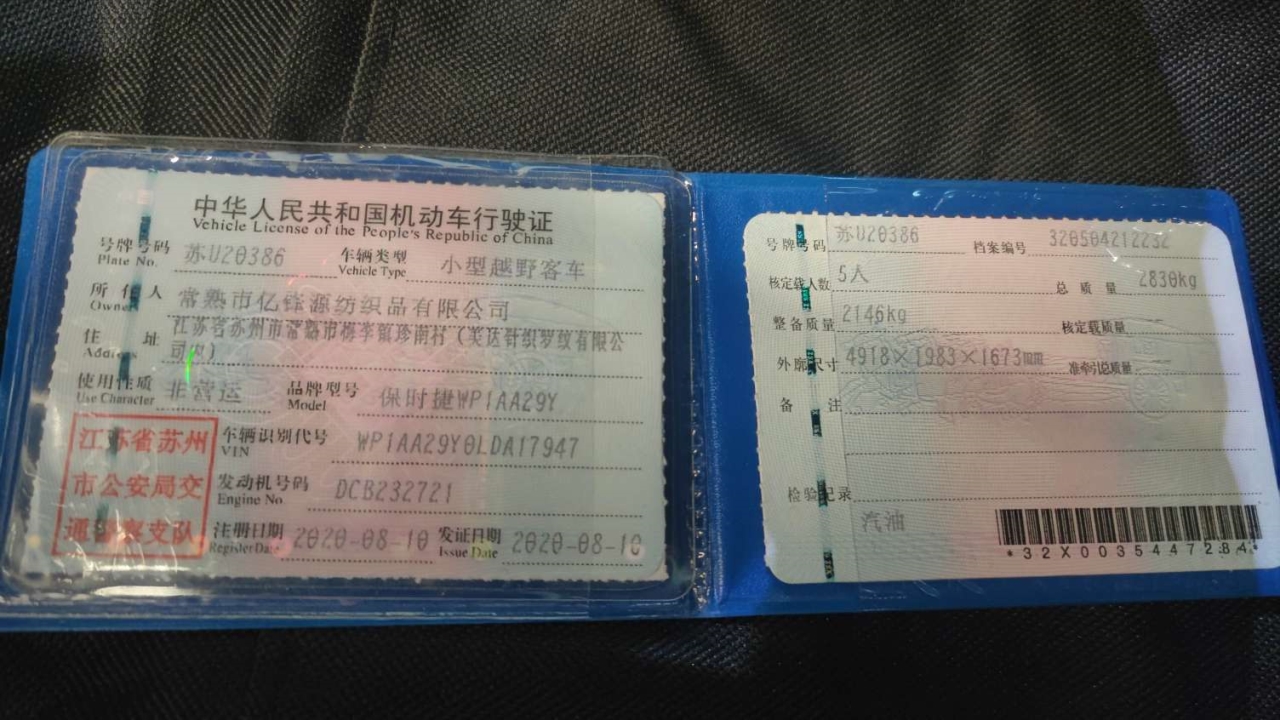 中华人民共和国机动车行驶证
Vehicle License of the People's Republic of China
号牌号码 苏U20386 车辆类型 小型越野客车
Plate No. Vehicle Type
所有人 常熟市亿锋源纺织品有限公司
Owner
住址 江苏省苏州市常熟市梅李镇珍南村（美达针织罗纹有限公
Address 司内）
使用性质 非营运 品牌型号 保时捷WP1AA29Y
Use Character Model
江苏省苏州
市公安局交
通警察支队
车辆识别代号 WP1AA29Y0LDA17947
VIN
发动机号码 DCB232721
Engine No.
注册日期 2020-08-10 发证日期 2020-08-10
Register Date Issue Date
号牌号码 苏U20386 档案编号 320504212232
核定载人数 5人 总质量 2830kg
整备质量 2146kg 核定载质量
外廓尺寸 4918×1983×1673mm 准牵引总质量
备注
检验记录
汽油
*32X0035447284*